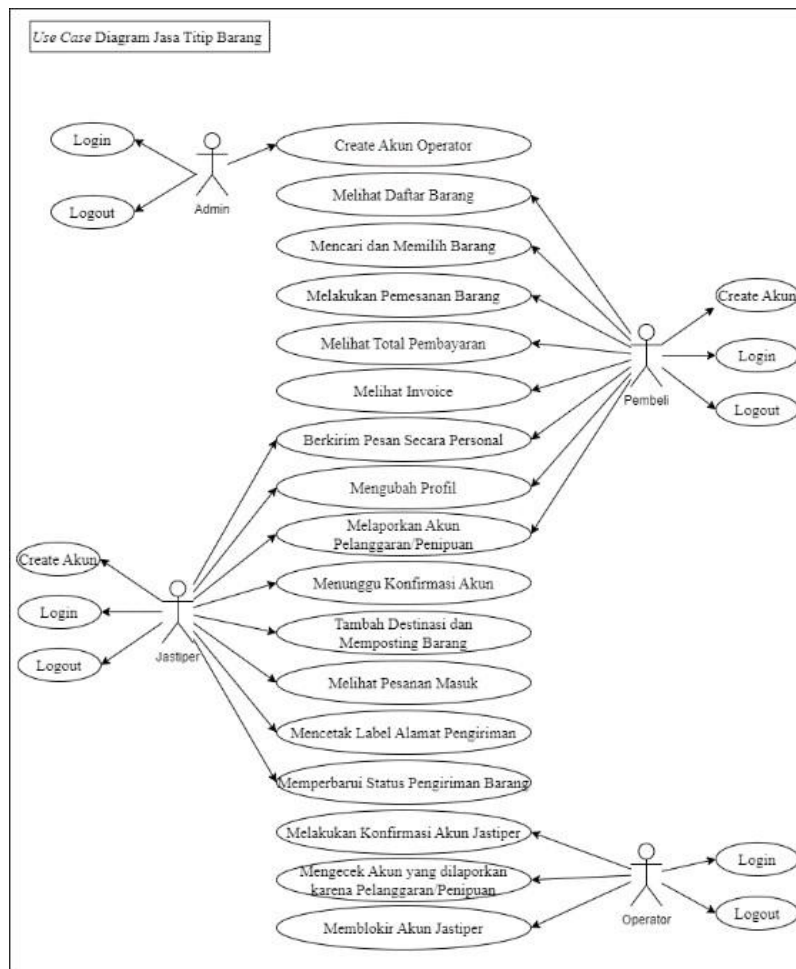 Use Case Diagram Jasa Titip Barang
Login
Logout
Admin
Create Akun Operator
Melihat Daftar Barang
Mencari dan Memilih Barang
Melakukan Pemesanan Barang
Melihat Total Pembayaran
Melihat Invoice
Berkirim Pesan Secara Personal
Mengubah Profil
Melaporkan Akun
Pelanggaran/Penipuan
Menunggu Konfirmasi Akun
Tambah Destinasi dan
Memposting Barang
Melihat Pesanan Masuk
Mencetak Label Alamat Pengiriman
Memperbarui Status Pengiriman Barang
Melakukan Konfirmasi Akun Jastiper
Mengecek Akun yang dilaporkan
karena Pelanggaran/Penipuan
Memblokir Akun Jastiper
Pembeli
Create Akun
Login
Logout
Create Akun
Login
Logout
Jastiper
Operator
Login
Logout